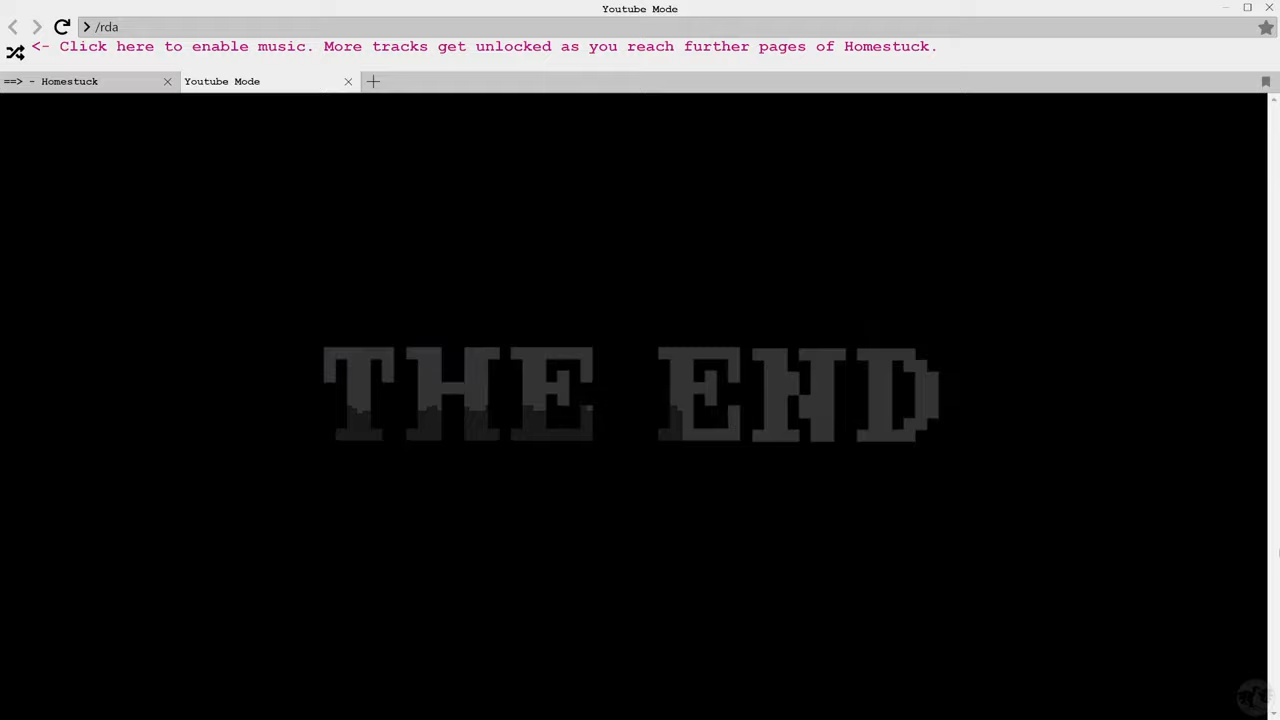 Youtube Mode
/rda
<- Click here to enable music. More tracks get unlocked as you reach further pages of Homestuck.
==> - Homestuck
Youtube Mode
THE END